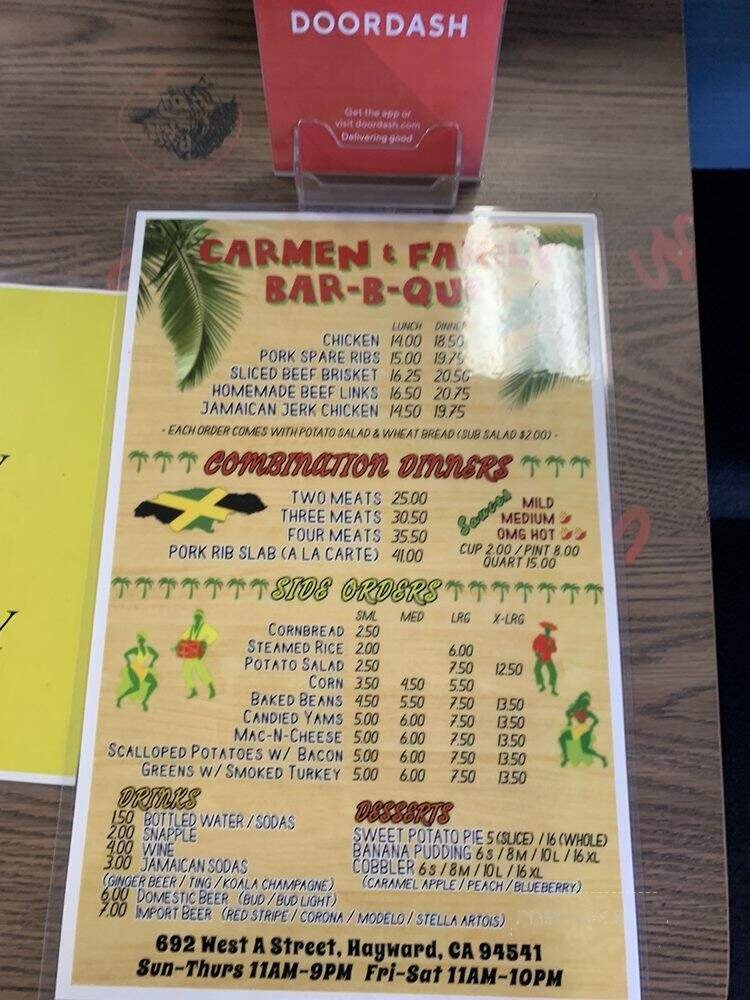 DOORDASH
Get the app or
visit doordash.com
Delivering good
CARMEN & FAMILY
BAR-B-QUE
LUNCH DINNER
CHICKEN 14.00 18.50
PORK SPARE RIBS 15.00 19.75
SLICED BEEF BRISKET 16.25 20.50
HOMEMADE BEEF LINKS 16.50 20.75
JAMAICAN JERK CHICKEN 14.50 19.75
- EACH ORDER COMES WITH POTATO SALAD & WHEAT BREAD (SUB SALAD $2.00) -
COMBINATION DINNERS
TWO MEATS 25.00
THREE MEATS 30.50
FOUR MEATS 35.50
PORK RIB SLAB (A LA CARTE) 41.00
Sauces
MILD
MEDIUM
OMG HOT
CUP 2.00 / PINT 8.00
QUART 15.00
SIDE ORDERS
SML MED LRG X-LRG
CORNBREAD 2.50
STEAMED RICE 2.00 6.00
POTATO SALAD 2.50 7.50 12.50
CORN 3.50 4.50 5.50
BAKED BEANS 4.50 5.50 7.50 13.50
CANDIED YAMS 5.00 6.00 7.50 13.50
MAC-N-CHEESE 5.00 6.00 7.50 13.50
SCALLOPED POTATOES W/ BACON 5.00 6.00 7.50 13.50
GREENS W/ SMOKED TURKEY 5.00 6.00 7.50 13.50
DRINKS
1.50 BOTTLED WATER / SODAS
2.00 SNAPPLE
4.00 WINE
3.00 JAMAICAN SODAS
(GINGER BEER / TING / KOALA CHAMPAGNE)
6.00 DOMESTIC BEER (BUD / BUD LIGHT)
7.00 IMPORT BEER (RED STRIPE / CORONA / MODELO / STELLA ARTOIS)
DESSERTS
SWEET POTATO PIE 5 (SLICE) / 16 (WHOLE)
BANANA PUDDING 6 S / 8 M / 10 L / 16 XL
COBBLER 6 S / 8 M / 10 L / 16 XL
(CARAMEL APPLE / PEACH / BLUEBERRY)
692 West A Street, Hayward, CA 94541
Sun-Thurs 11AM-9PM Fri-Sat 11AM-10PM